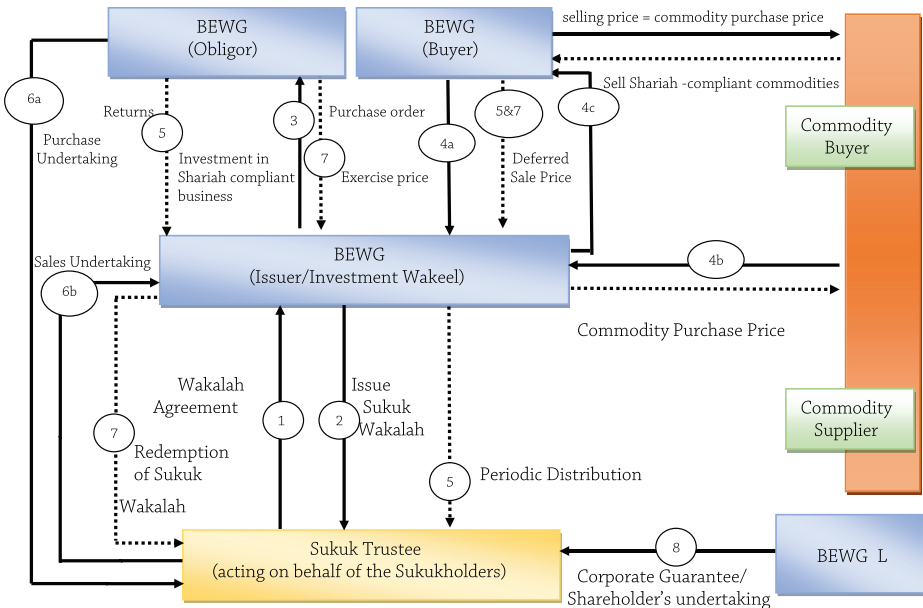 BEWG
(Obligor)
BEWG
(Buyer)
selling price = commodity purchase price
Sell Shariah -compliant commodities
6a
Purchase
Undertaking
Returns
5
Investment in
Shariah compliant
business
3
Purchase order
7
Exercise price
4a
5&7
Deferred
Sale Price
4c
Commodity
Buyer
BEWG
(Issuer/Investment Wakeel)
Sales Undertaking
6b
4b
Commodity Purchase Price
Commodity
Supplier
Wakalah
Agreement
1
Issue
Sukuk
Wakalah
2
7
Redemption
of Sukuk
Wakalah
5
Periodic Distribution
Sukuk Trustee
(acting on behalf of the Sukukholders)
8
Corporate Guarantee/
Shareholder's undertaking
BEWG L